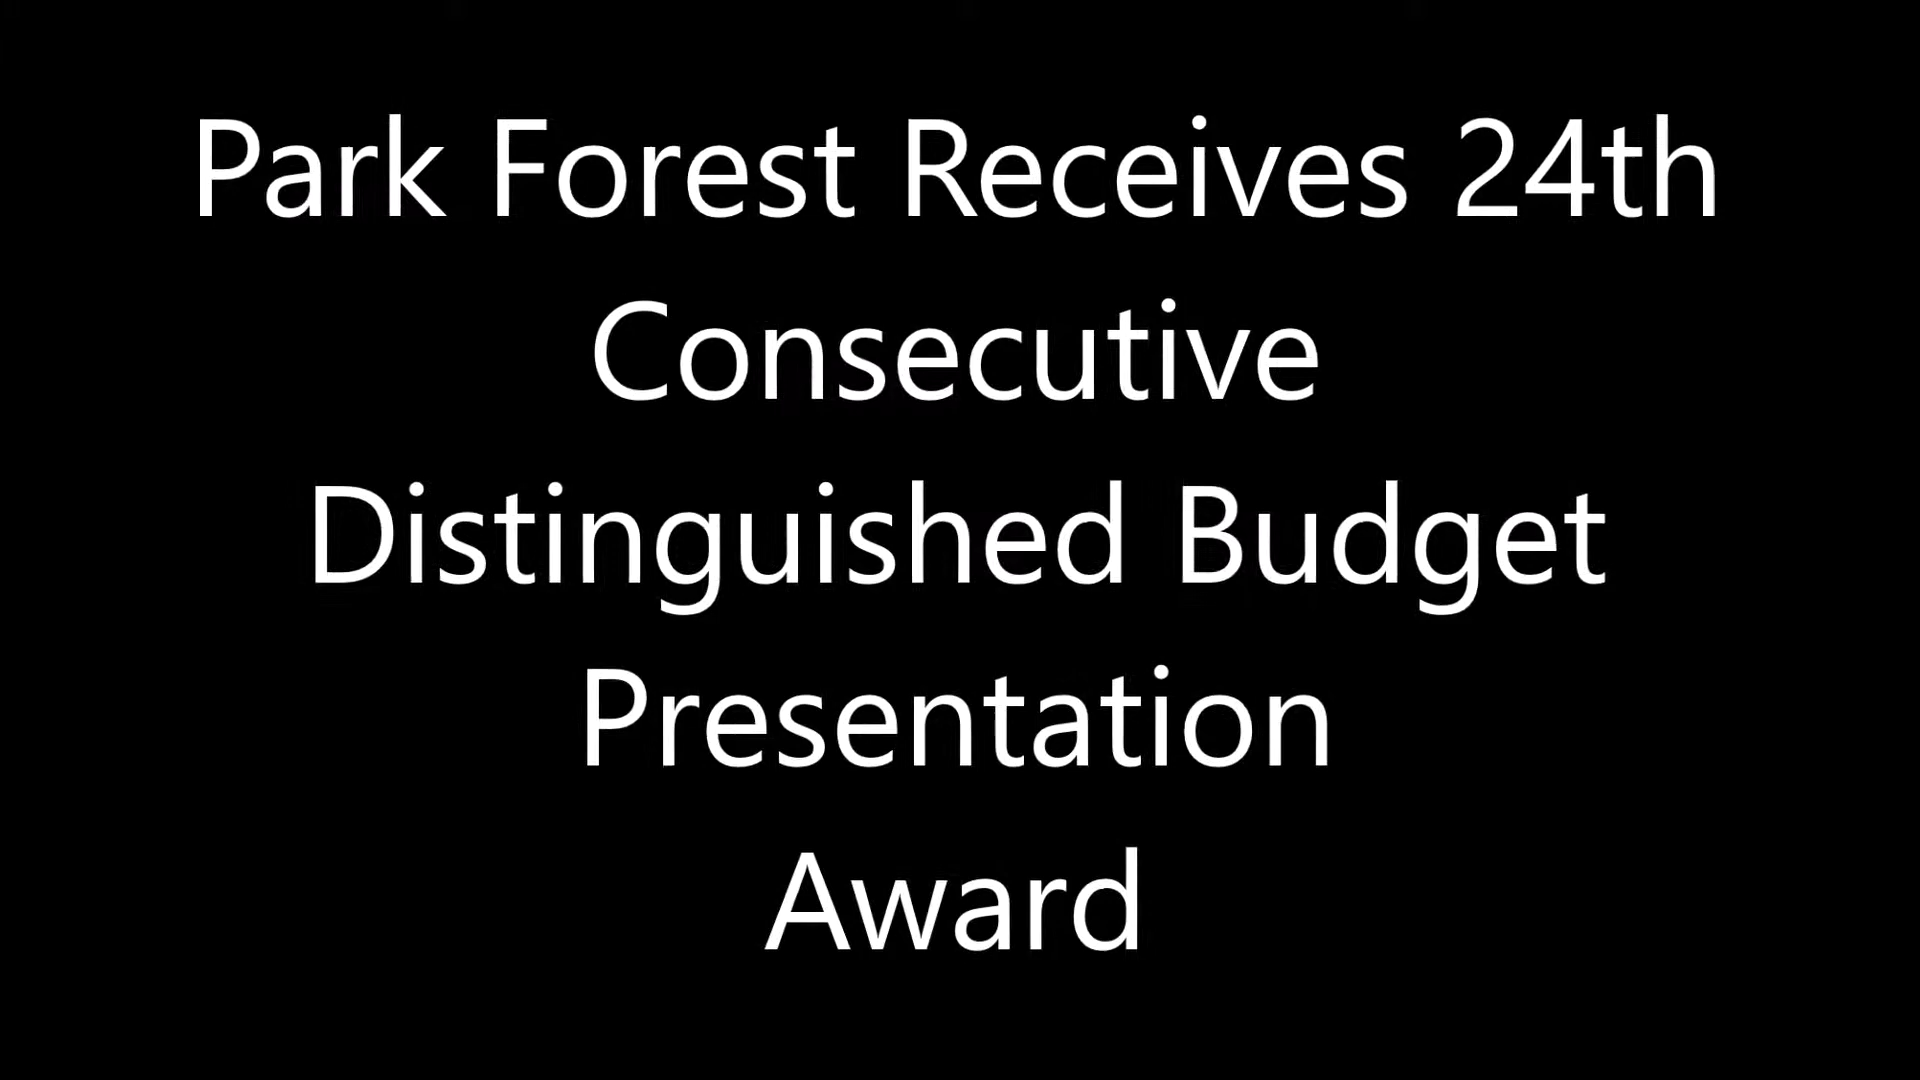 Park Forest Receives 24th
Consecutive
Distinguished Budget
Presentation
Award